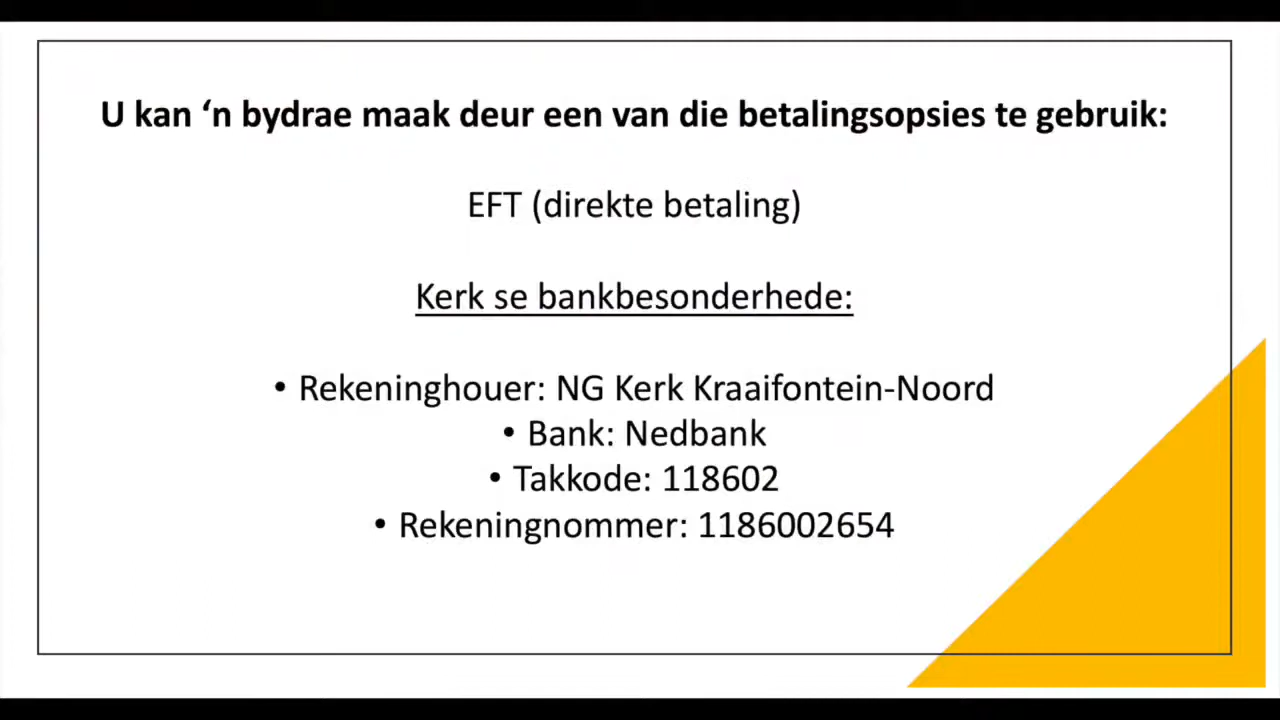 U kan ‘n bydrae maak deur een van die betalingsopsies te gebruik:
EFT (direkte betaling)
Kerk se bankbesonderhede:
• Rekeninghouer: NG Kerk Kraaifontein-Noord
• Bank: Nedbank
• Takkode: 118602
• Rekeningnommer: 1186002654